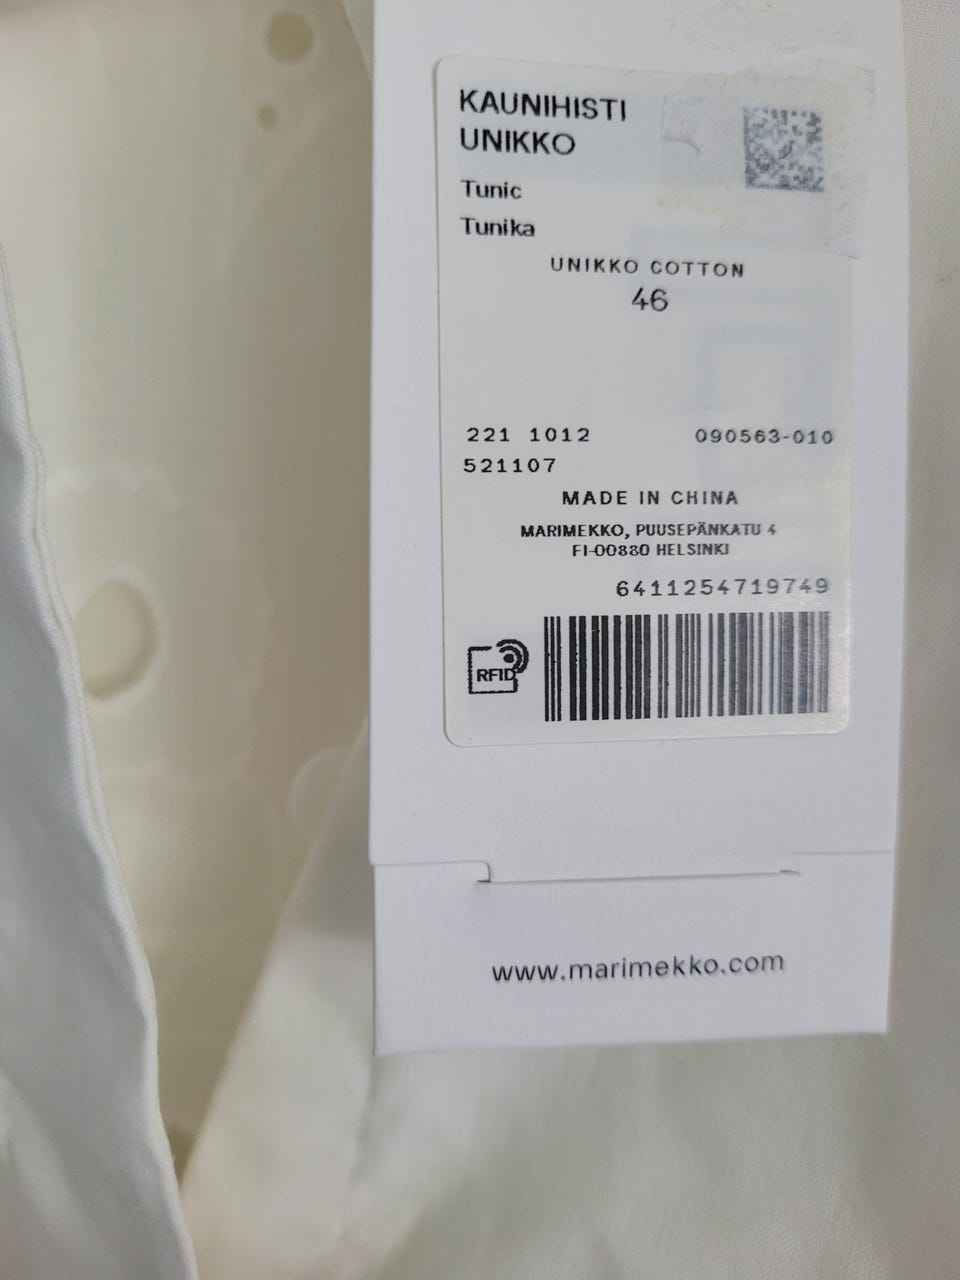 KAUNIHISTI
UNIKKO
Tunic
Tunika
UNIKKO COTTON
46
221 1012 090563-010
521107
MADE IN CHINA
MARIMEKKO, PUUSEPÄNKATU 4
FI-00880 HELSINKI
6411254719749
RFID
www.marimekko.com